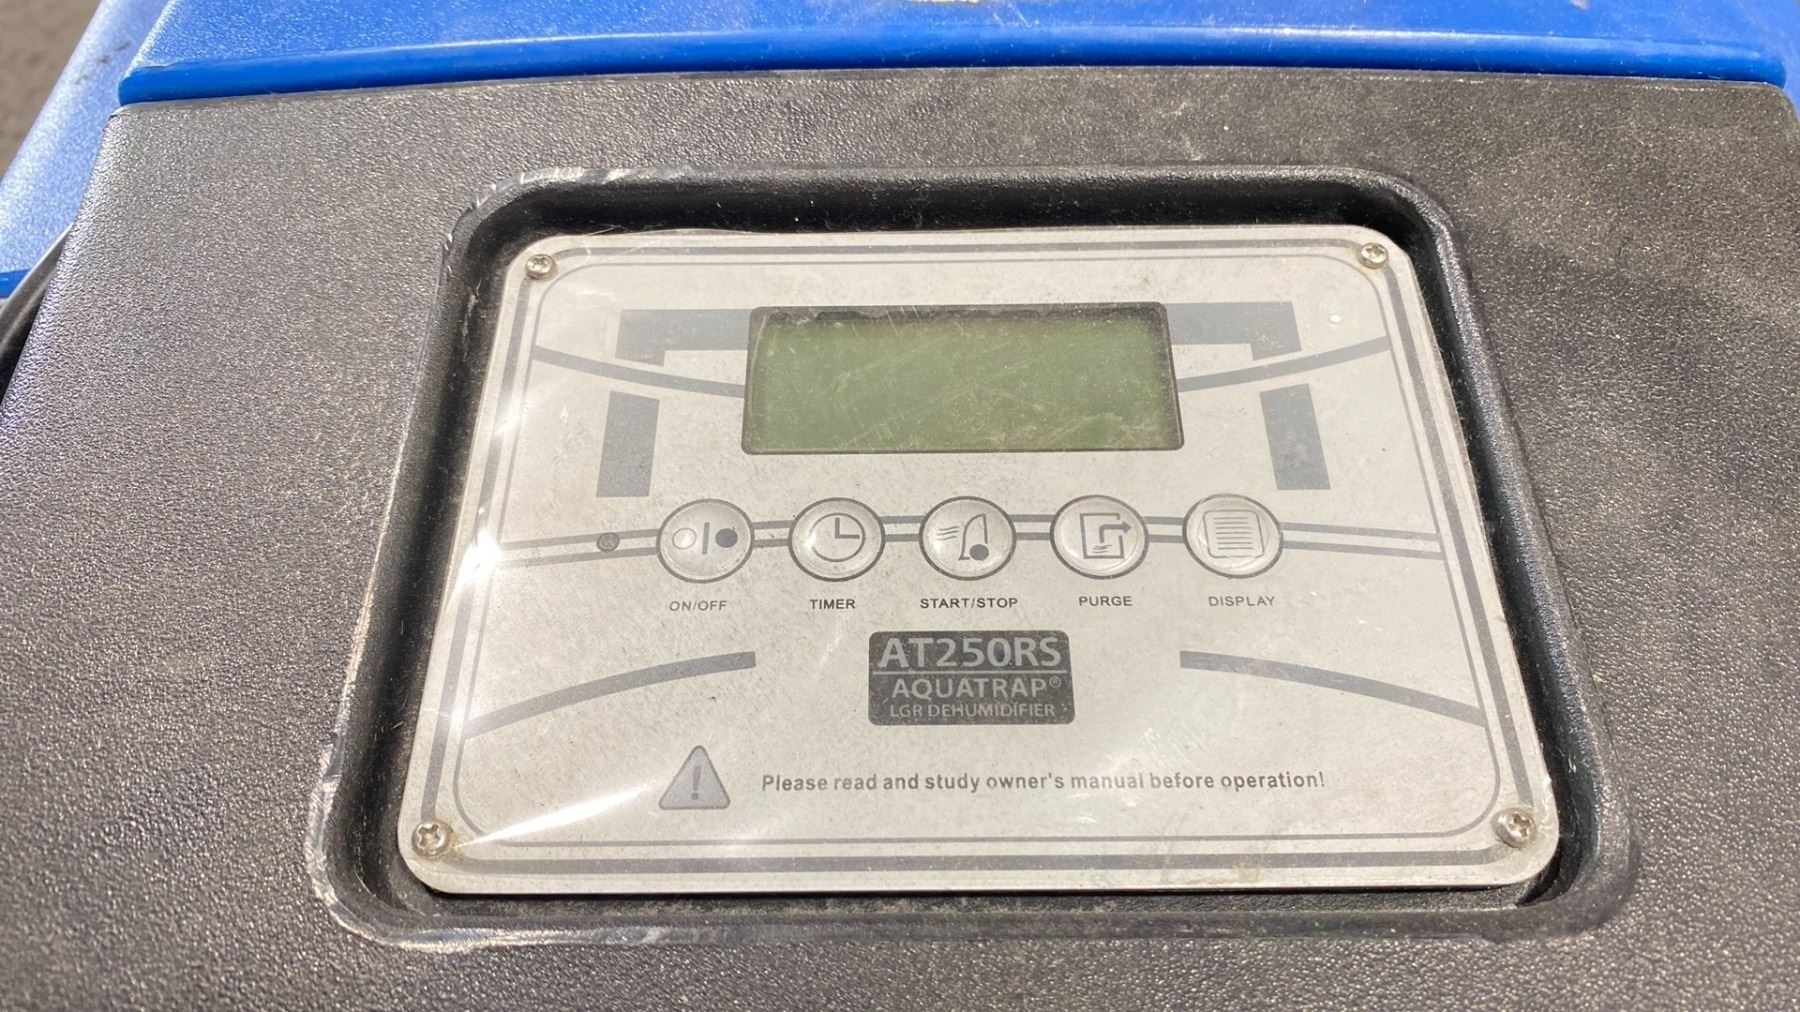 ON/OFF TIMER START/STOP PURGE DISPLAY
AT250RS
AQUATRAP®
LGR DEHUMIDIFIER
Please read and study owner's manual before operation!